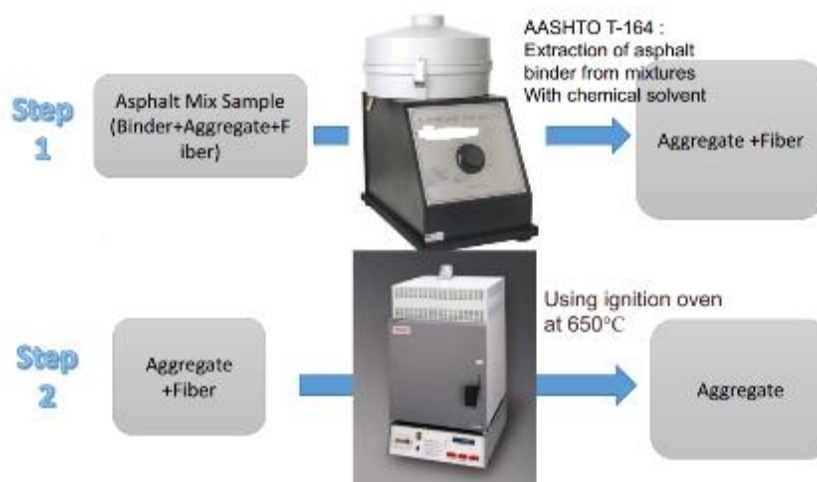 Step
1
Asphalt Mix Sample
(Binder+Aggregate+F
iber)
AASHTO T-164 :
Extraction of asphalt
binder from mixtures
With chemical solvent
Aggregate +Fiber
Step
2
Aggregate
+Fiber
Using ignition oven
at 650°C
Aggregate